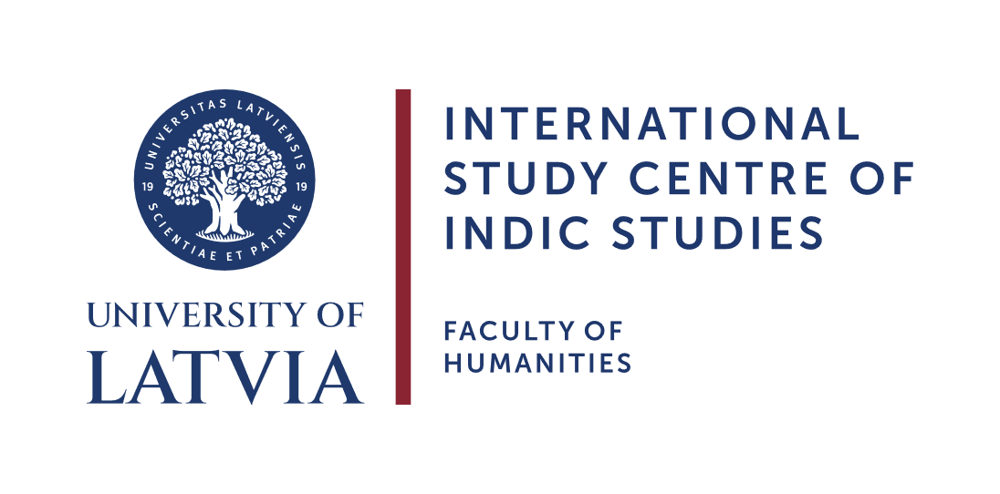 UNIVERSITAS LATVIENSIS
19 19
SCIENTIAE ET PATRIAE
UNIVERSITY OF
LATVIA
INTERNATIONAL
STUDY CENTRE OF
INDIC STUDIES
FACULTY OF
HUMANITIES